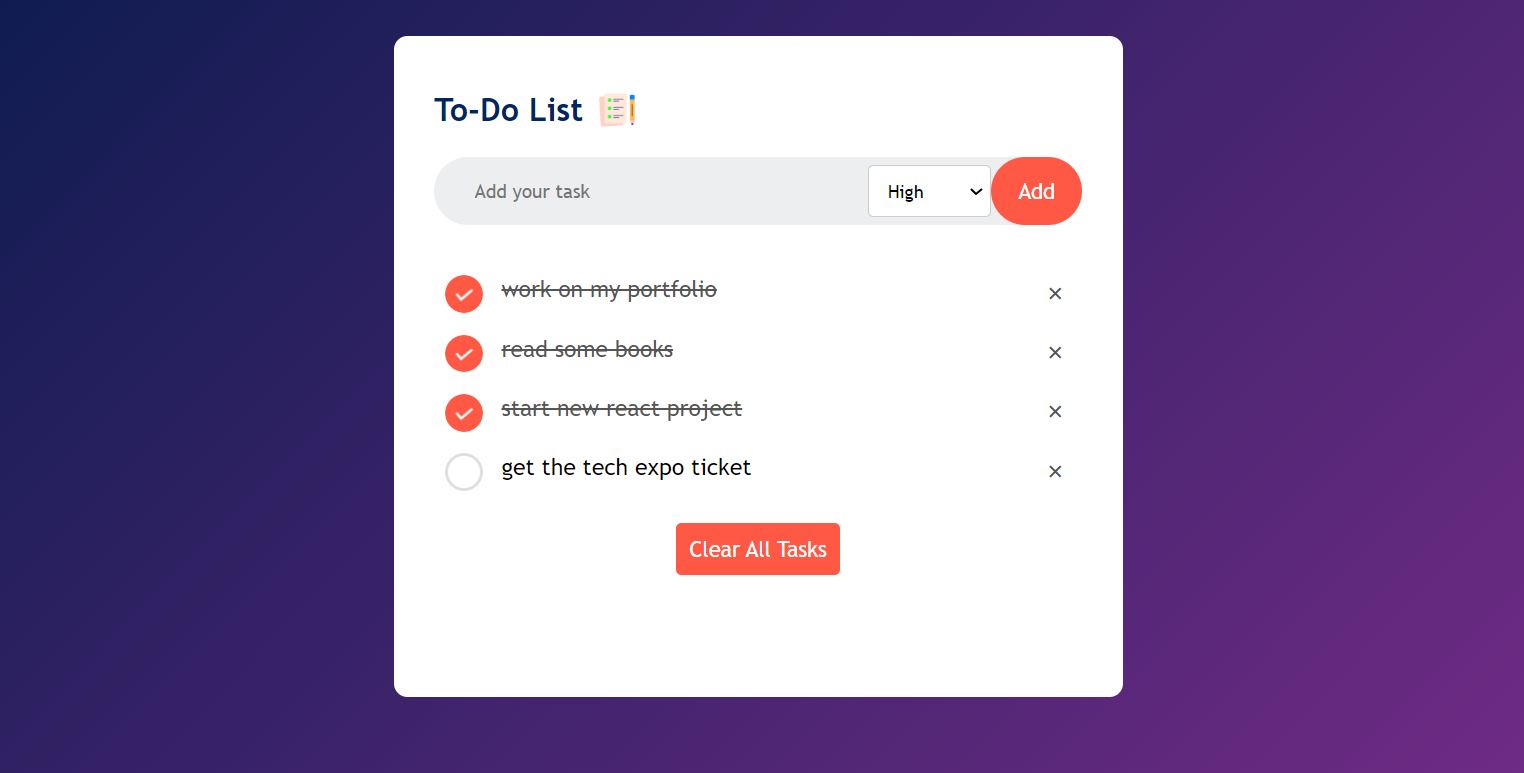 To-Do List
Add your task High Add
work on my portfolio ×
read some books ×
start new react project ×
get the tech expo ticket ×
Clear All Tasks